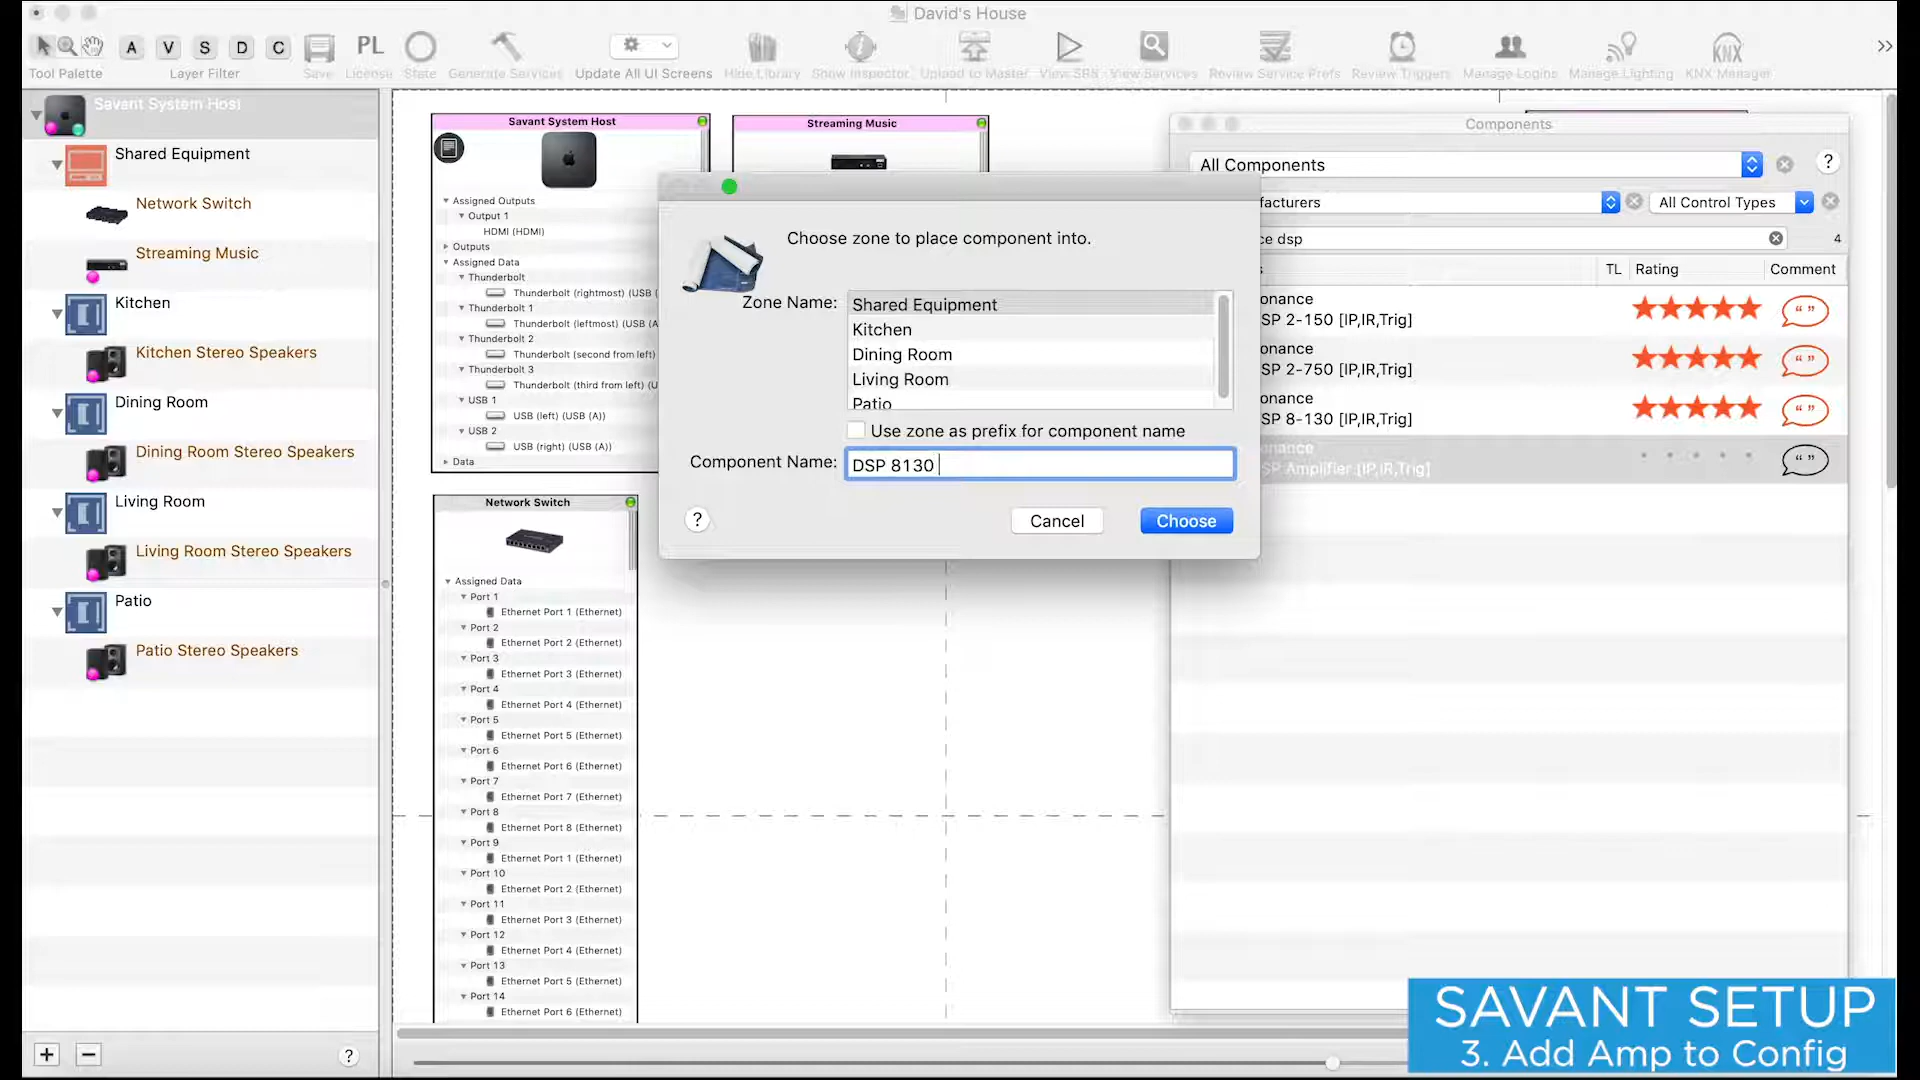 David's House
A V S D C PL
Tool Palette Layer Filter Save License State Generate Services Update All UI Screens Hide Library Show Inspector Upload to Master View SBN View Services Review Service Prefs Review Triggers Manage Logins Manage Lighting KNX Manager
Savant System Host
Shared Equipment
Network Switch
Streaming Music
Kitchen
Kitchen Stereo Speakers
Dining Room
Dining Room Stereo Speakers
Living Room
Living Room Stereo Speakers
Patio
Patio Stereo Speakers
Savant System Host
Assigned Outputs
Output 1
HDMI (HDMI)
Outputs
Assigned Data
Thunderbolt
Thunderbolt (rightmost) (USB (
Thunderbolt 1
Thunderbolt (leftmost) (USB (A
Thunderbolt 2
Thunderbolt (second from left)
Thunderbolt 3
Thunderbolt (third from left) (U
USB 1
USB (left) (USB (A))
USB 2
USB (right) (USB (A))
Data
Streaming Music
Network Switch
Assigned Data
Port 1
Ethernet Port 1 (Ethernet)
Port 2
Ethernet Port 2 (Ethernet)
Port 3
Ethernet Port 3 (Ethernet)
Port 4
Ethernet Port 4 (Ethernet)
Port 5
Ethernet Port 5 (Ethernet)
Port 6
Ethernet Port 6 (Ethernet)
Port 7
Ethernet Port 7 (Ethernet)
Port 8
Ethernet Port 8 (Ethernet)
Port 9
Ethernet Port 1 (Ethernet)
Port 10
Ethernet Port 2 (Ethernet)
Port 11
Ethernet Port 3 (Ethernet)
Port 12
Ethernet Port 4 (Ethernet)
Port 13
Ethernet Port 5 (Ethernet)
Port 14
Ethernet Port 6 (Ethernet)
Choose zone to place component into.
Zone Name:
Shared Equipment
Kitchen
Dining Room
Living Room
Patio
Use zone as prefix for component name
Component Name: DSP 8130
? Cancel Choose
Components
All Components ?
facturers All Control Types
ce dsp 4
s TL Rating Comment
onance
SP 2-150 [IP,IR,Trig]
onance
SP 2-750 [IP,IR,Trig]
onance
SP 8-130 [IP,IR,Trig]
onance
SP Amplifier [IP,IR,Trig]
+ − ?
SAVANT SETUP
3. Add Amp to Config